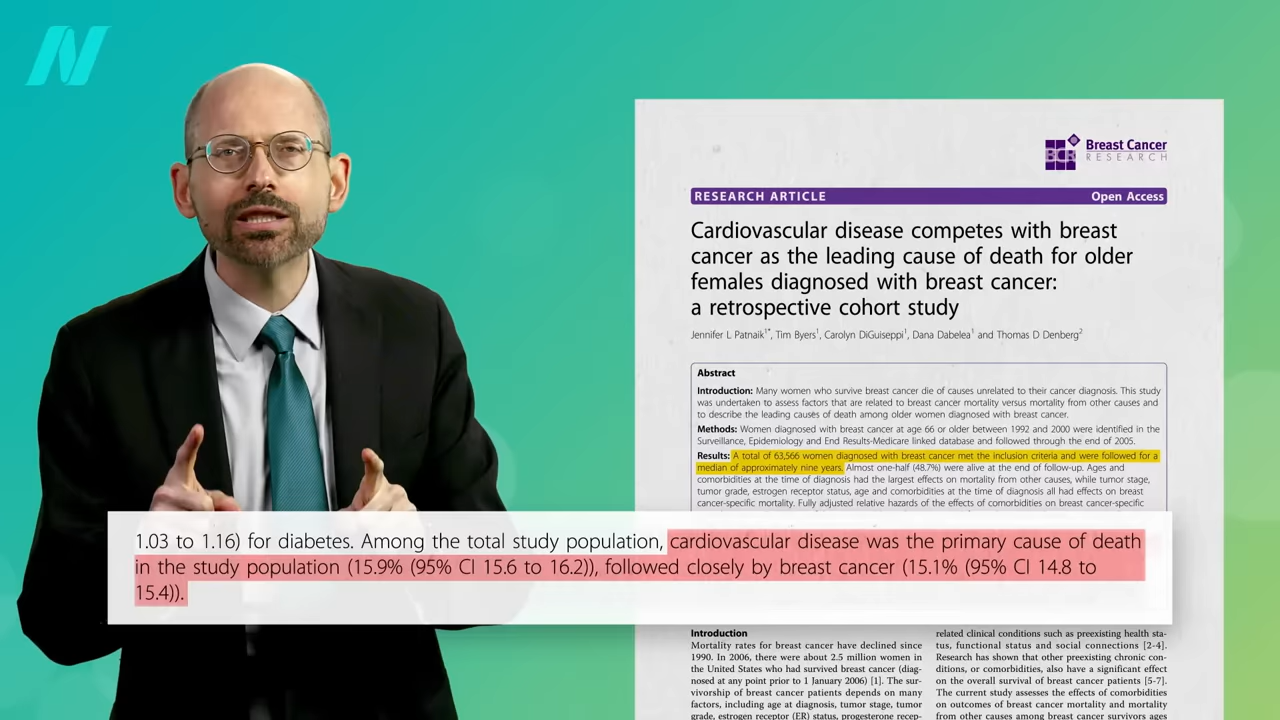 BCR Breast Cancer
RESEARCH
RESEARCH ARTICLE Open Access
Cardiovascular disease competes with breast
cancer as the leading cause of death for older
females diagnosed with breast cancer:
a retrospective cohort study
Jennifer L Patnaik1*, Tim Byers1, Carolyn DiGuiseppi1, Dana Dabelea1 and Thomas D Denberg2
Abstract
Introduction: Many women who survive breast cancer die of causes unrelated to their cancer diagnosis. This study
was undertaken to assess factors that are related to breast cancer mortality versus mortality from other causes and
to describe the leading causes of death among older women diagnosed with breast cancer.
Methods: Women diagnosed with breast cancer at age 66 or older between 1992 and 2000 were identified in the
Surveillance, Epidemiology and End Results-Medicare linked database and followed through the end of 2005.
Results: A total of 63,566 women diagnosed with breast cancer met the inclusion criteria and were followed for a
median of approximately nine years. Almost one-half (48.7%) were alive at the end of follow-up. Ages and
comorbidities at the time of diagnosis had the largest effects on mortality from other causes, while tumor stage,
tumor grade, estrogen receptor status, age and comorbidities at the time of diagnosis all had effects on breast
cancer-specific mortality. Fully adjusted relative hazards of the effects of comorbidities on breast cancer-specific
1.03 to 1.16) for diabetes. Among the total study population, cardiovascular disease was the primary cause of death
in the study population (15.9% (95% CI 15.6 to 16.2)), followed closely by breast cancer (15.1% (95% CI 14.8 to
15.4)).
Introduction
Mortality rates for breast cancer have declined since
1990. In 2006, there were about 2.5 million women in
the United States who had survived breast cancer (diag-
nosed at any point prior to 1 January 2006) [1]. The sur-
vivorship of breast cancer patients depends on many
factors, including age at diagnosis, tumor stage, tumor
grade, estrogen receptor (ER) status, progesterone recep-
related clinical conditions such as preexisting health sta-
tus, functional status and social connections [2-4].
Research has shown that other preexisting chronic con-
ditions, or comorbidities, also have a significant effect
on the overall survival of breast cancer patients [5-7].
The current study assesses the effects of comorbidities
on outcomes of breast cancer mortality and mortality
from other causes among breast cancer survivors ages